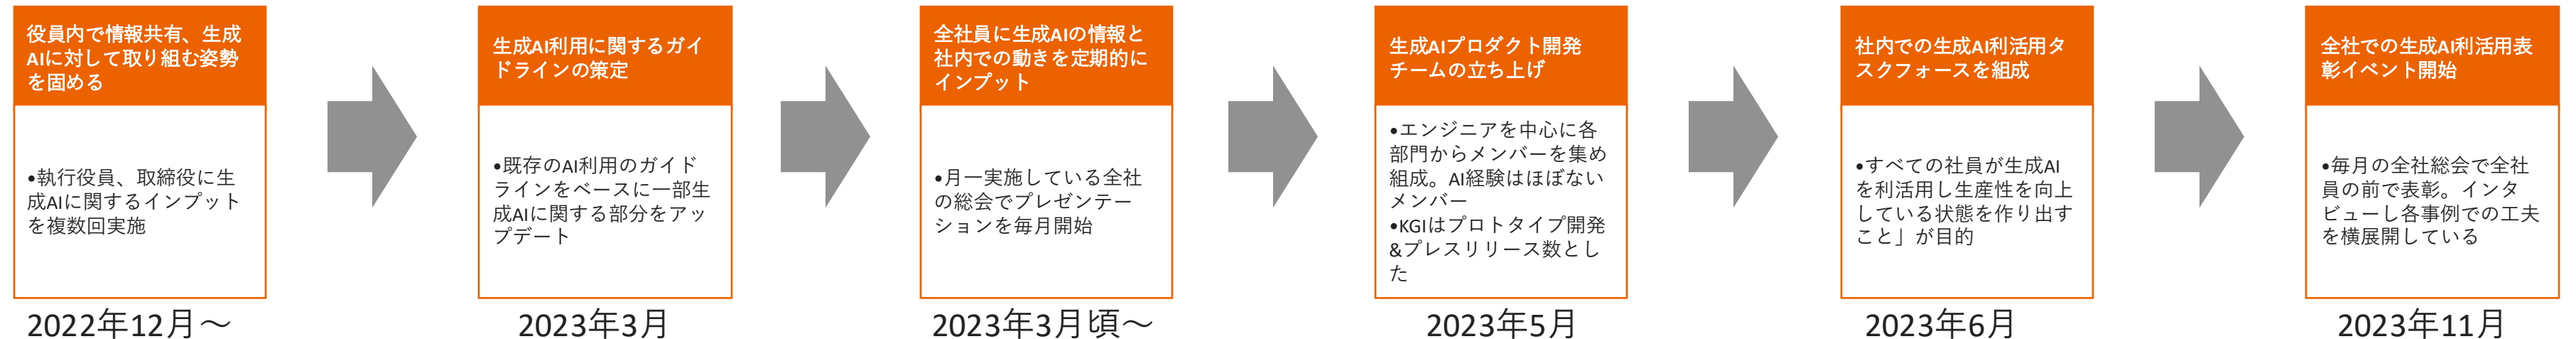 役員内で情報共有、生成
AIに対して取り組む姿勢
を固める
•執行役員、取締役に生
成AIに関するインプット
を複数回実施
2022年12月～
生成AI利用に関するガイ
ドラインの策定
•既存のAI利用のガイド
ラインをベースに一部生
成AIに関する部分をアッ
プデート
2023年3月
全社員に生成AIの情報と
社内での動きを定期的に
インプット
•月一実施している全社
の総会でプレゼンテー
ションを毎月開始
2023年3月頃～
生成AIプロダクト開発
チームの立ち上げ
•エンジニアを中心に各
部門からメンバーを集め
組成。AI経験はほぼない
メンバー
•KGIはプロトタイプ開発
&プレスリリース数とし
た
2023年5月
社内での生成AI利活用タ
スクフォースを組成
•すべての社員が生成AI
を利活用し生産性を向上
している状態を作り出す
こと」が目的
2023年6月
全社での生成AI利活用表
彰イベント開始
•毎月の全社総会で全社
員の前で表彰。インタ
ビューし各事例での工夫
を横展開している
2023年11月